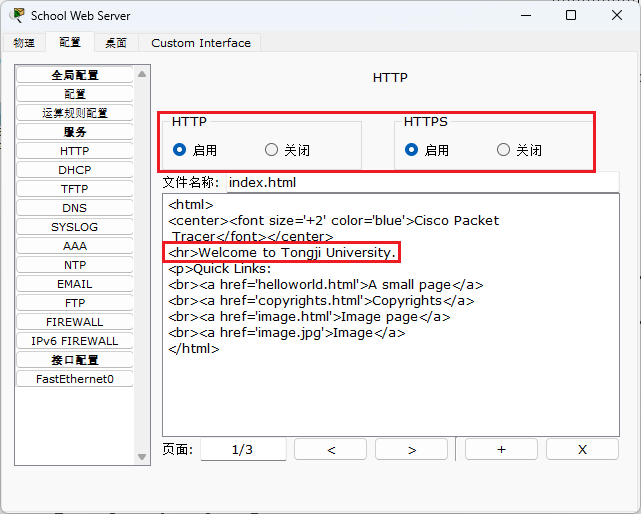 School Web Server
物理 配置 桌面 Custom Interface
全局配置
配置
运算规则配置
服务
HTTP
DHCP
TFTP
DNS
SYSLOG
AAA
NTP
EMAIL
FTP
FIREWALL
IPv6 FIREWALL
接口配置
FastEthernet0
HTTP
HTTP HTTPS
启用 关闭 启用 关闭
文件名称: index.html
<html>
<center><font size='+2' color='blue'>Cisco Packet
Tracer</font></center>
<hr>Welcome to Tongji University.
<p>Quick Links:
<br><a href='helloworld.html'>A small page</a>
<br><a href='copyrights.html'>Copyrights</a>
<br><a href='image.html'>Image page</a>
<br><a href='image.jpg'>Image</a>
</html>
页面: 1/3 < > + X